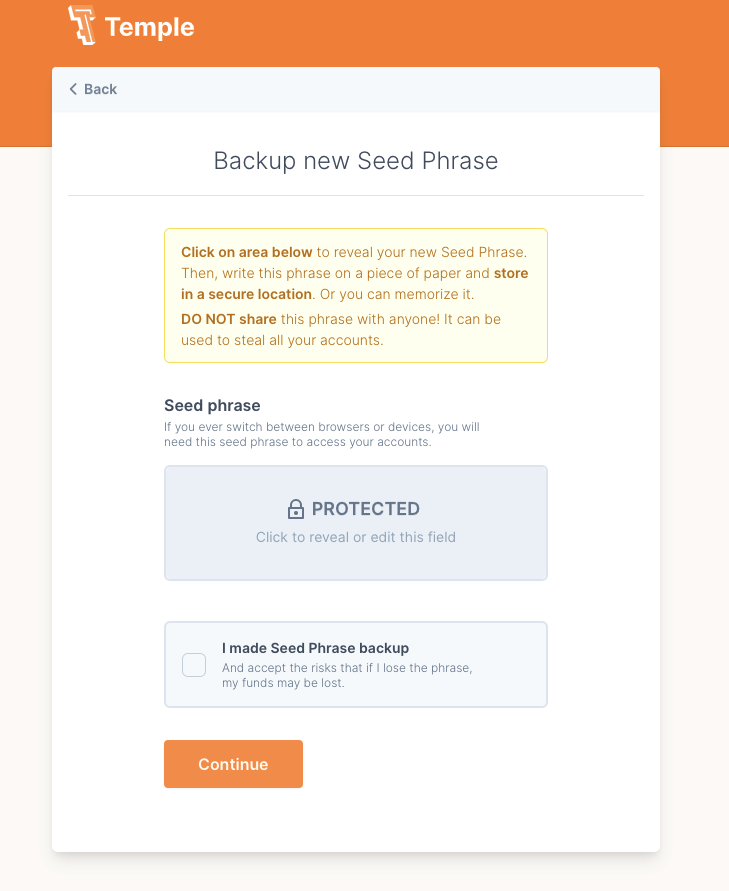 Temple
Back
Backup new Seed Phrase
Click on area below to reveal your new Seed Phrase.
Then, write this phrase on a piece of paper and store
in a secure location. Or you can memorize it.
DO NOT share this phrase with anyone! It can be
used to steal all your accounts.
Seed phrase
If you ever switch between browsers or devices, you will
need this seed phrase to access your accounts.
PROTECTED
Click to reveal or edit this field
I made Seed Phrase backup
And accept the risks that if I lose the phrase,
my funds may be lost.
Continue